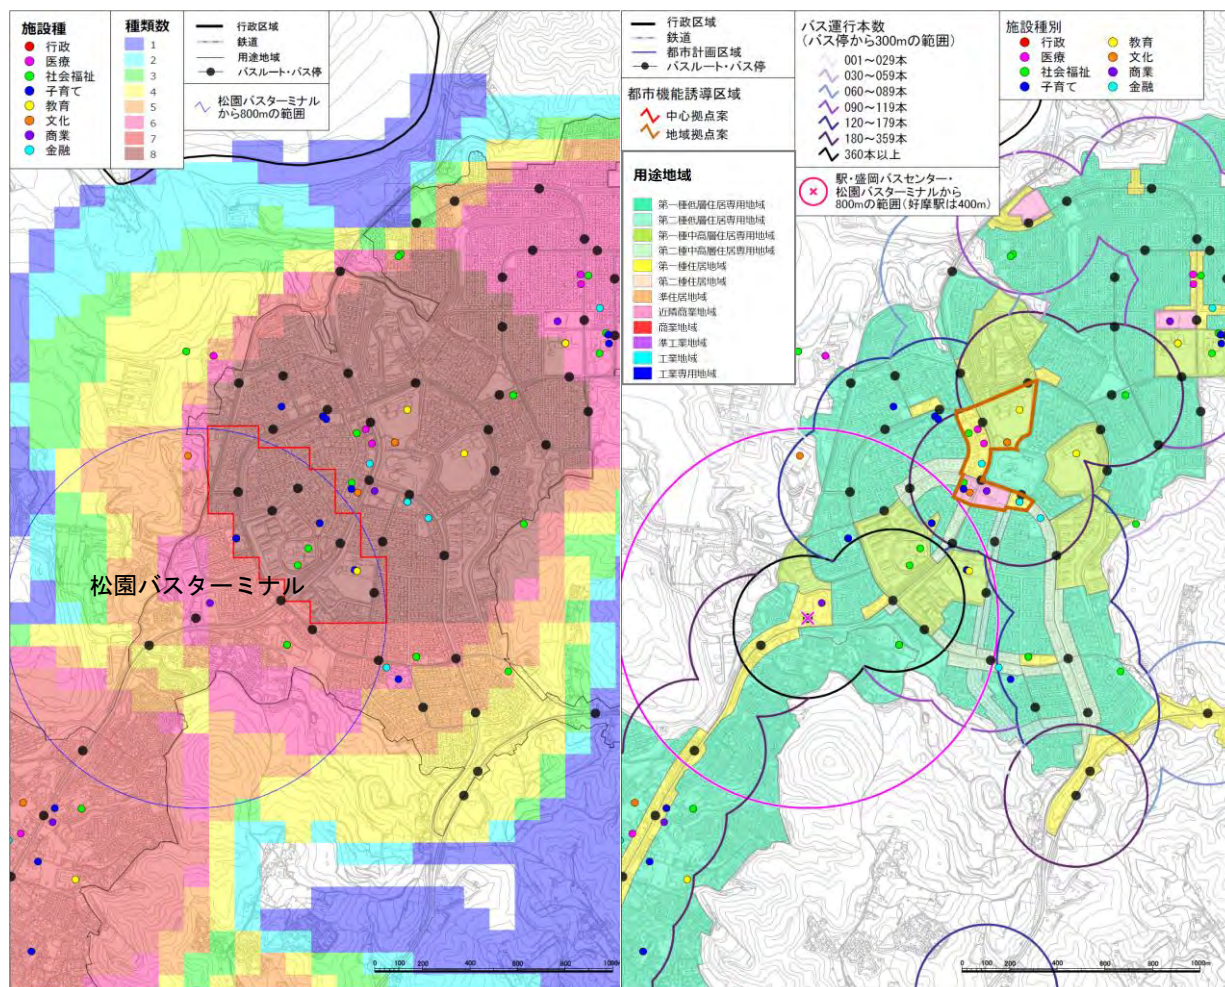 施設種
行政
医療
社会福祉
子育て
教育
文化
商業
金融
種類数
1
2
3
4
5
6
7
8
行政区域
鉄道
用途地域
バスルート・バス停
松園バスターミナル
から800mの範囲
松園バスターミナル
0 200 400 600 800 1000m
行政区域
鉄道
都市計画区域
バスルート・バス停
都市機能誘導区域
中心拠点案
地域拠点案
用途地域
第一種低層住居専用地域
第二種低層住居専用地域
第一種中高層住居専用地域
第二種中高層住居専用地域
第一種住居地域
第二種住居地域
準住居地域
近隣商業地域
商業地域
準工業地域
工業地域
工業専用地域
バス運行本数
(バス停から300mの範囲)
001～029本
030～059本
060～089本
090～119本
120～179本
180～359本
360本以上
駅・盛岡バスセンター・
松園バスターミナルから
800mの範囲(好摩駅は400m)
施設種別
行政
医療
社会福祉
子育て
教育
文化
商業
金融
0 200 400 600 800 1000m